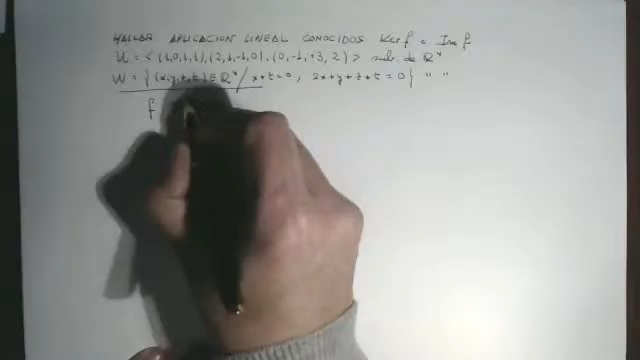 HALLAR APLICACION LINEAL CONOCIDOS Ker f e Im f
U = < (1,0,1,1), (2,1,-1,0), (0,-1,+3,2) > sub. de ℝ⁴
W = { (x,y,z,t) ∈ ℝ⁴ / x+t=0 , 2x+y+z+t=0 } " "
f